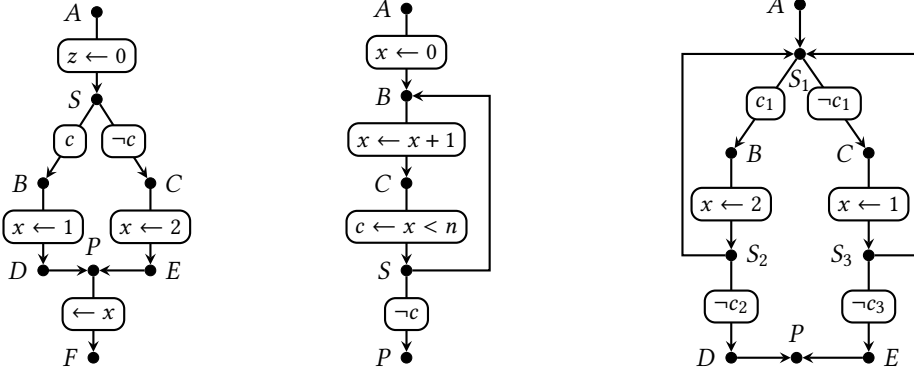 A
z ← 0
S
c
¬c
B
C
x ← 1
x ← 2
P
D
E
← x
F
A
x ← 0
B
x ← x + 1
C
c ← x < n
S
¬c
P
A
S₁
c₁
¬c₁
B
C
x ← 2
x ← 1
S₂
S₃
¬c₂
¬c₃
P
D
E